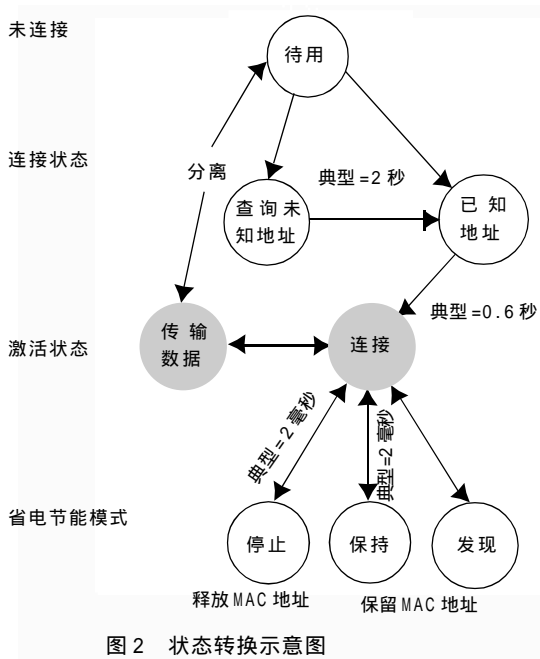 未连接
待用
连接状态
分离
典型=2秒
查询未
知地址
已知
地址
典型=0.6秒
激活状态
传输
数据
连接
典型=2毫秒
典型=2毫秒
省电节能模式
停止
保持
发现
释放MAC地址
保留MAC地址
图2 状态转换示意图